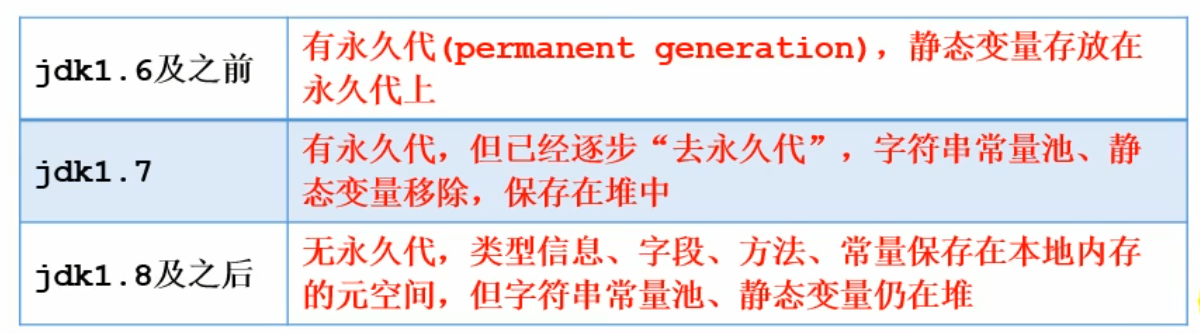 jdk1.6及之前
有永久代(permanent generation)，静态变量存放在
永久代上
jdk1.7
有永久代，但已经逐步“去永久代”，字符串常量池、静
态变量移除，保存在堆中
jdk1.8及之后
无永久代，类型信息、字段、方法、常量保存在本地内存
的元空间，但字符串常量池、静态变量仍在堆